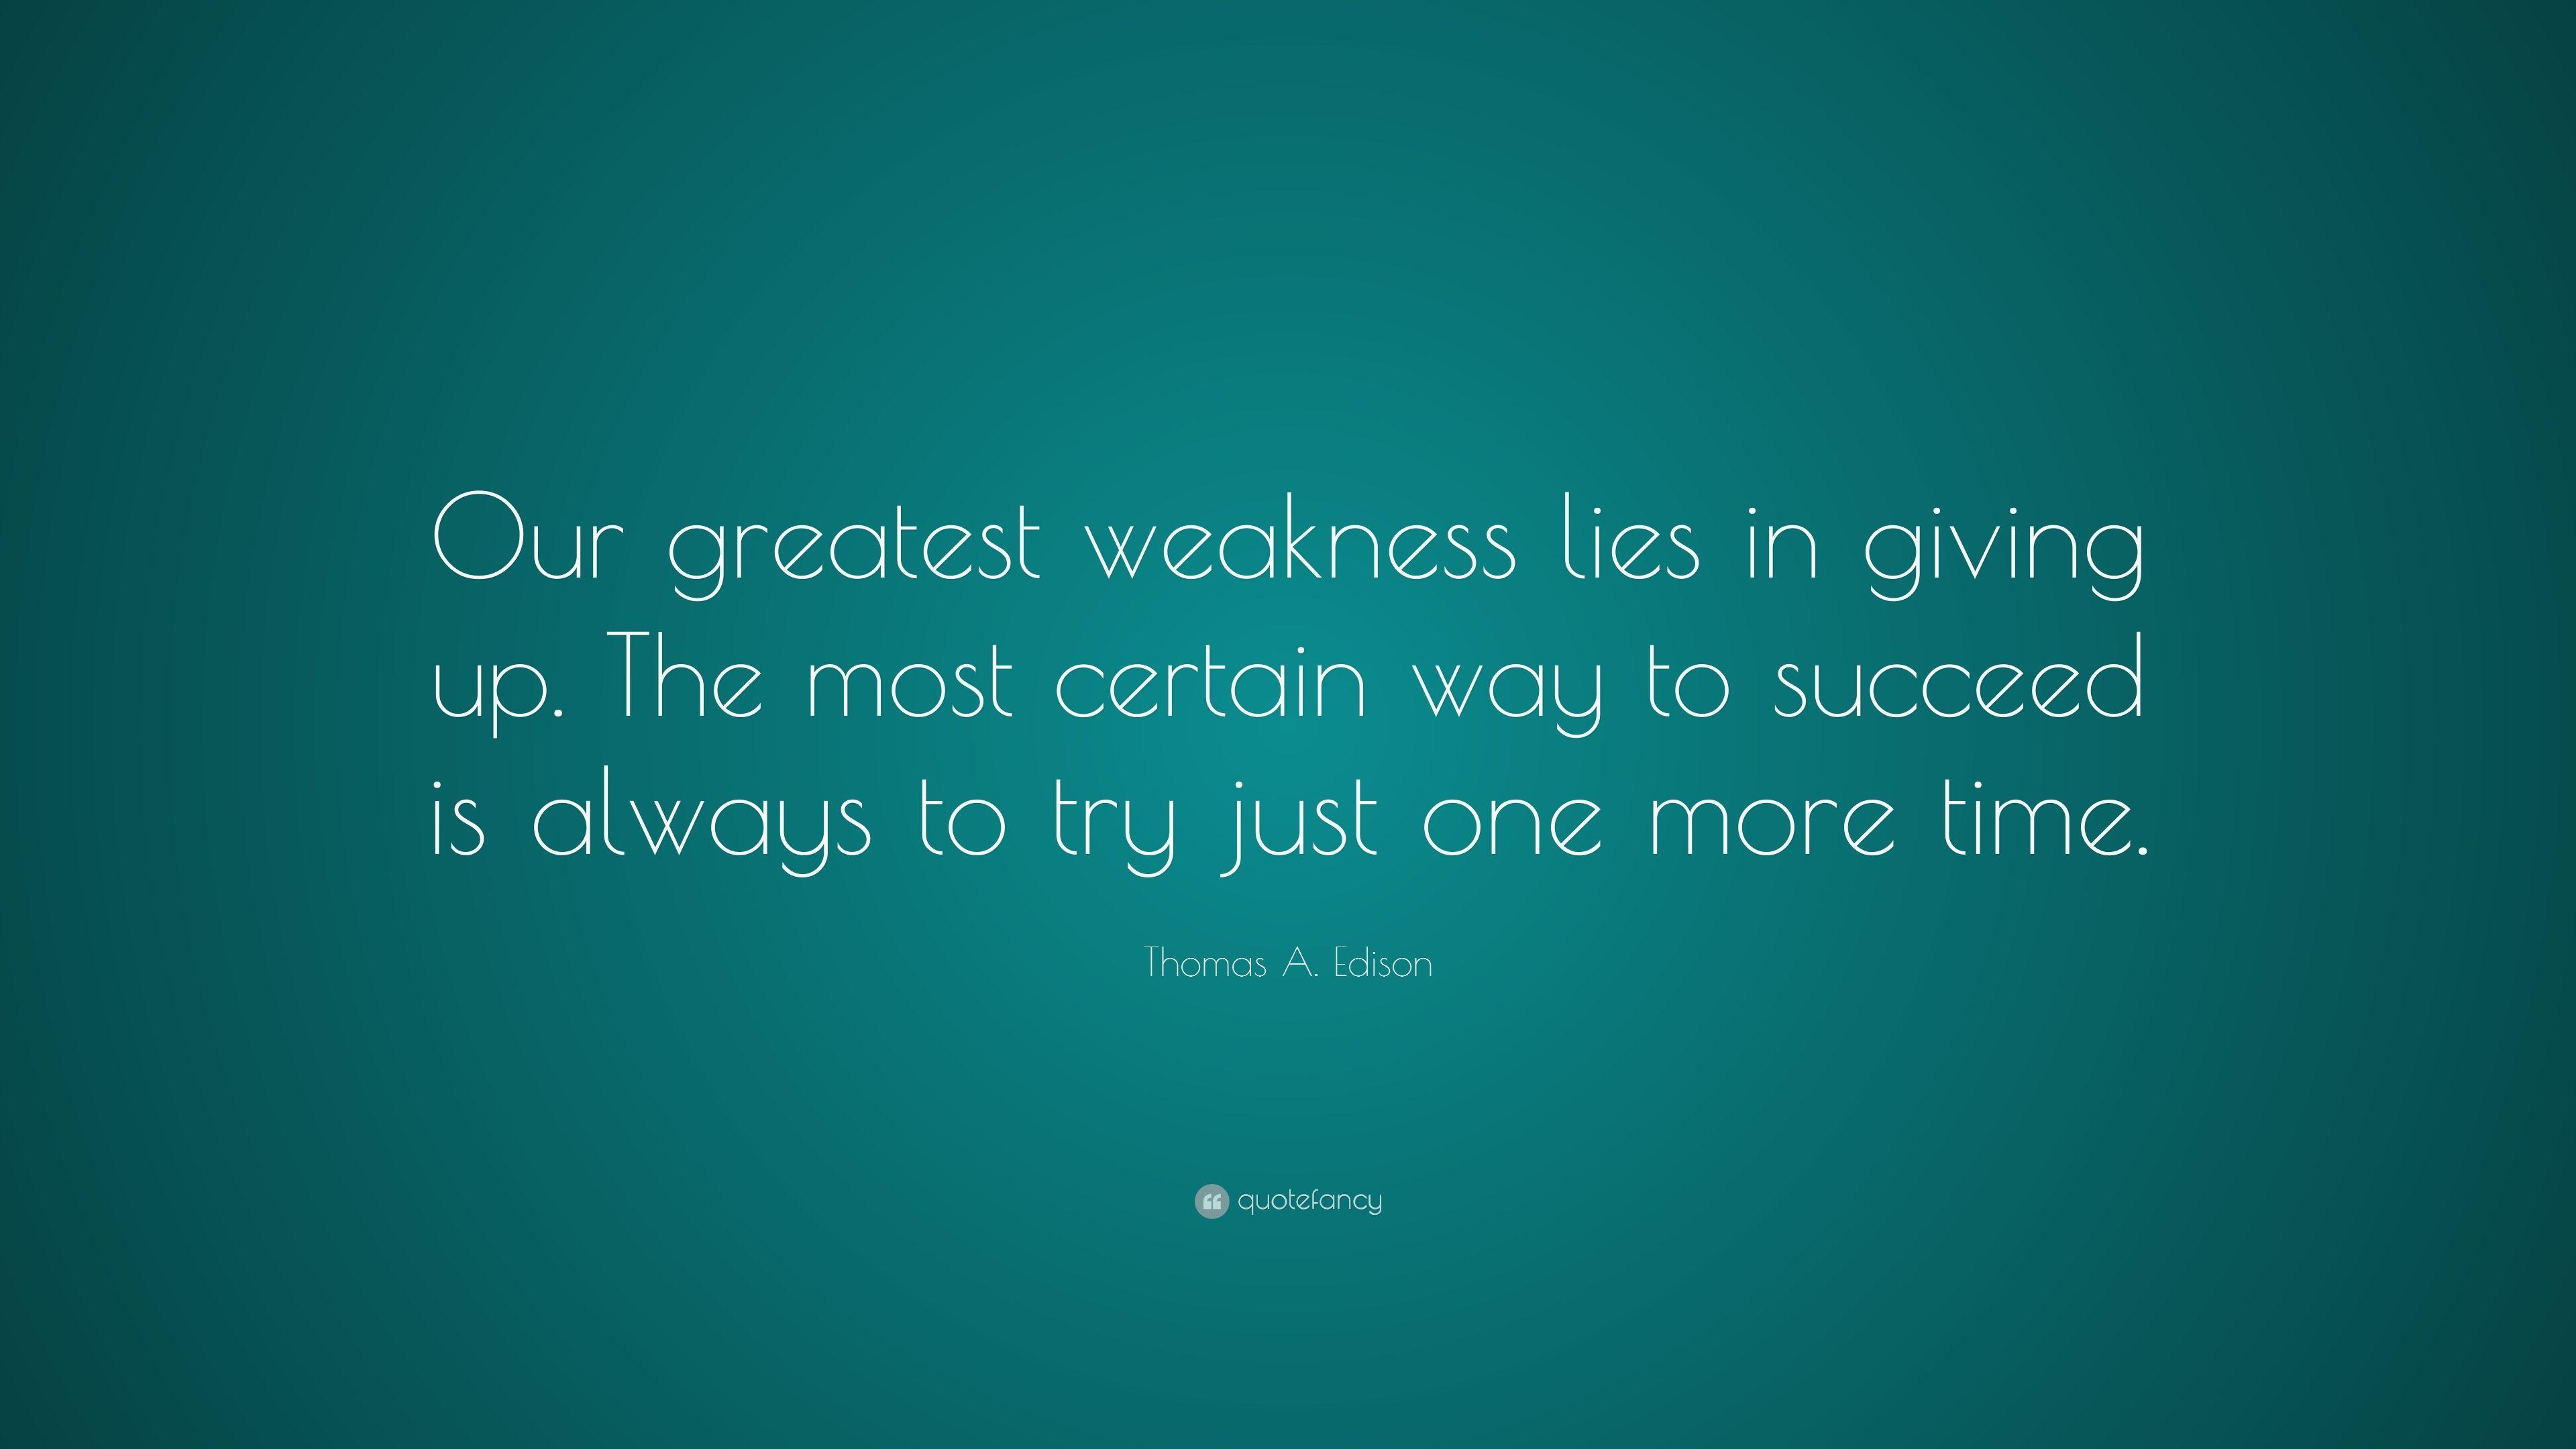 Our greatest weakness lies in giving
up. The most certain way to succeed
is always to try just one more time.
Thomas A. Edison
quotefancy